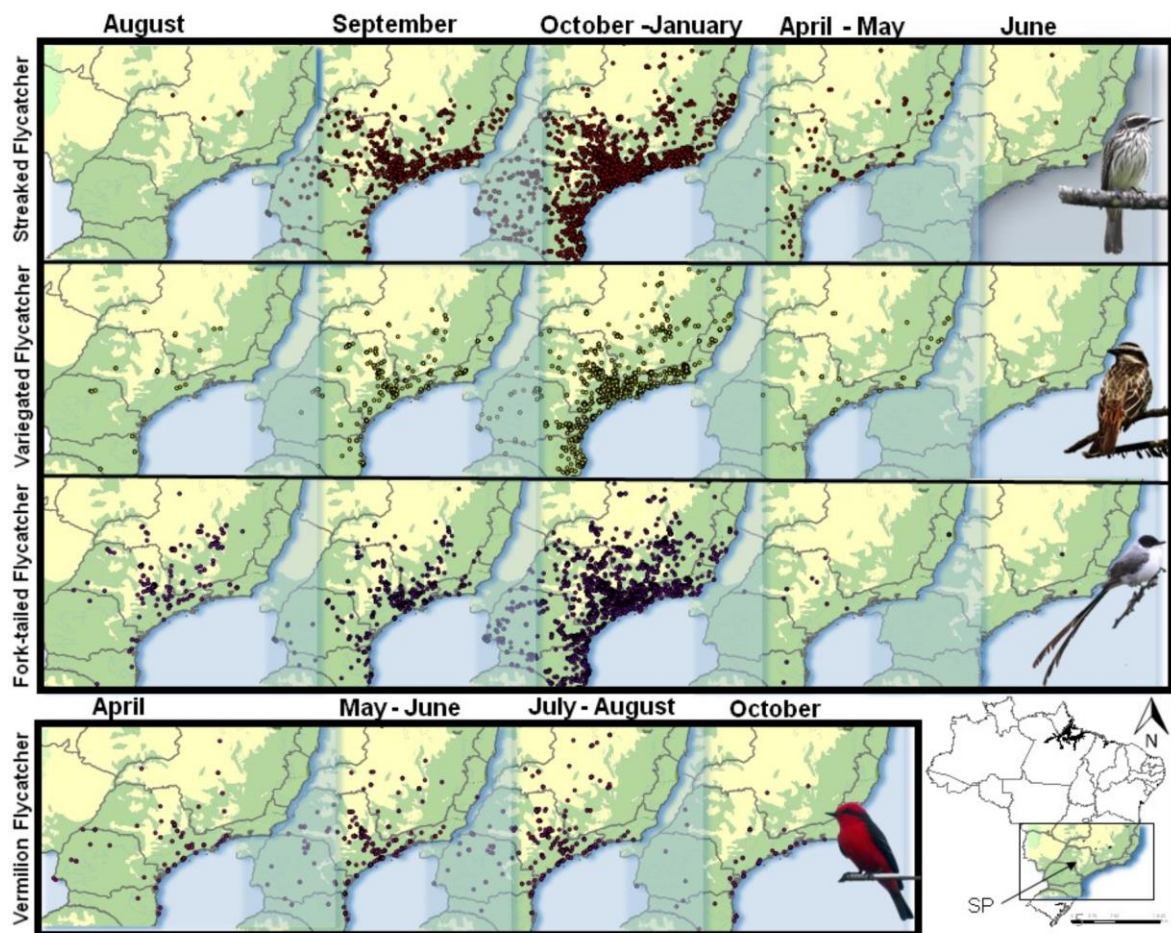 August September October -January April - May June
Streaked Flycatcher
Variegated Flycatcher
Fork-tailed Flycatcher
April May - June July - August October
Vermilion Flycatcher
N
SP